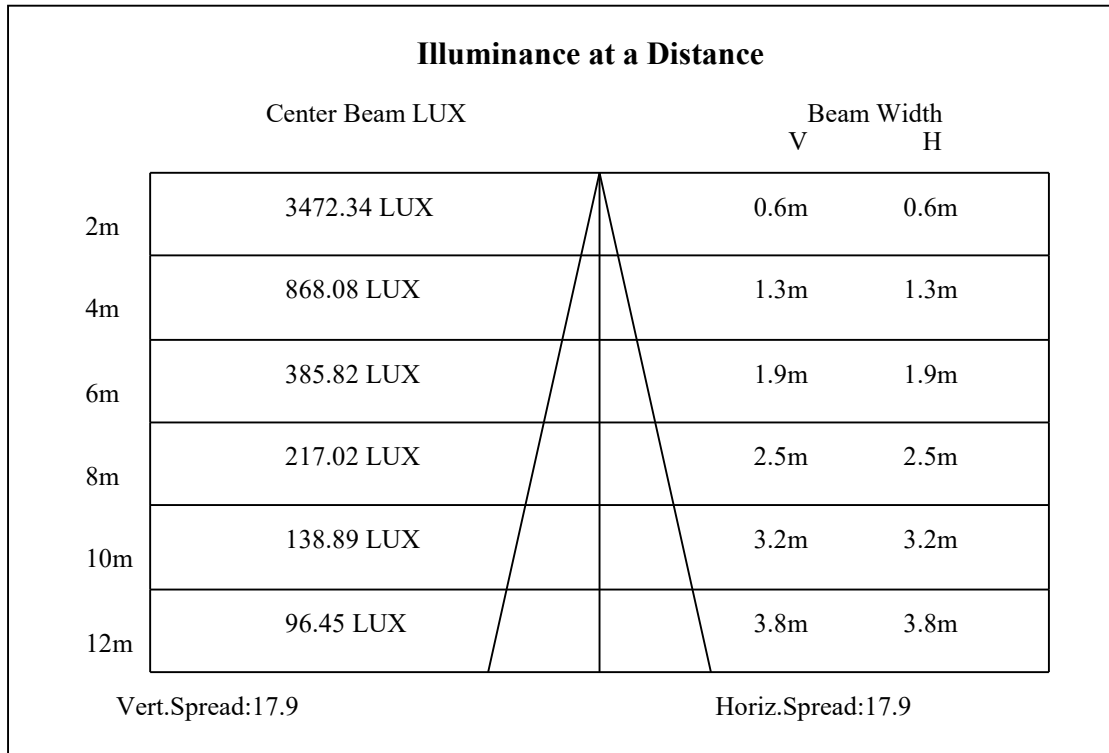 Illuminance at a Distance
Center Beam LUX Beam Width
V H
2m 3472.34 LUX 0.6m 0.6m
4m 868.08 LUX 1.3m 1.3m
6m 385.82 LUX 1.9m 1.9m
8m 217.02 LUX 2.5m 2.5m
10m 138.89 LUX 3.2m 3.2m
12m 96.45 LUX 3.8m 3.8m
Vert.Spread:17.9 Horiz.Spread:17.9